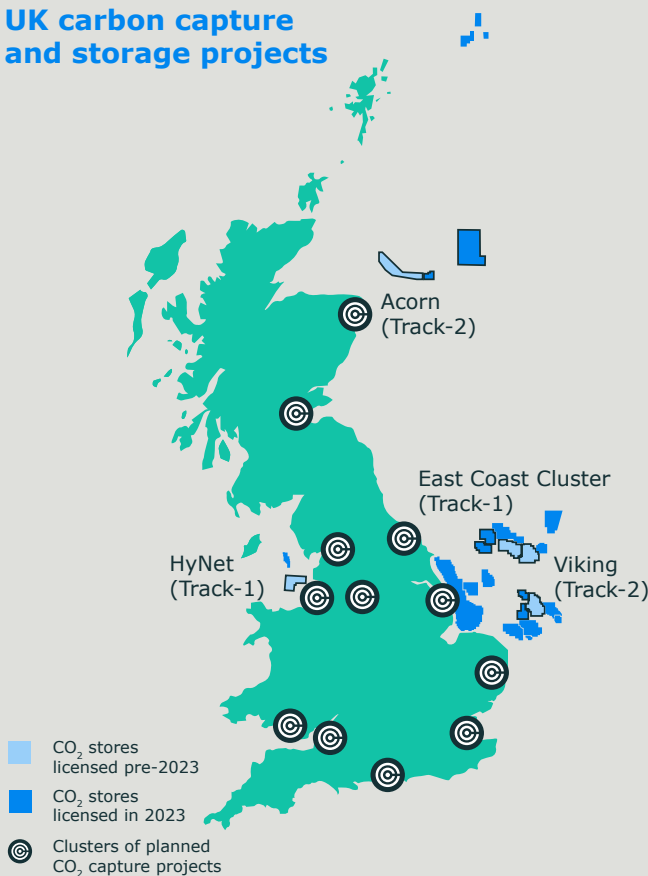 UK carbon capture
and storage projects
Acorn
(Track-2)
East Coast Cluster
(Track-1)
HyNet
(Track-1)
Viking
(Track-2)
CO₂ stores
licensed pre-2023
CO₂ stores
licensed in 2023
Clusters of planned
CO₂ capture projects